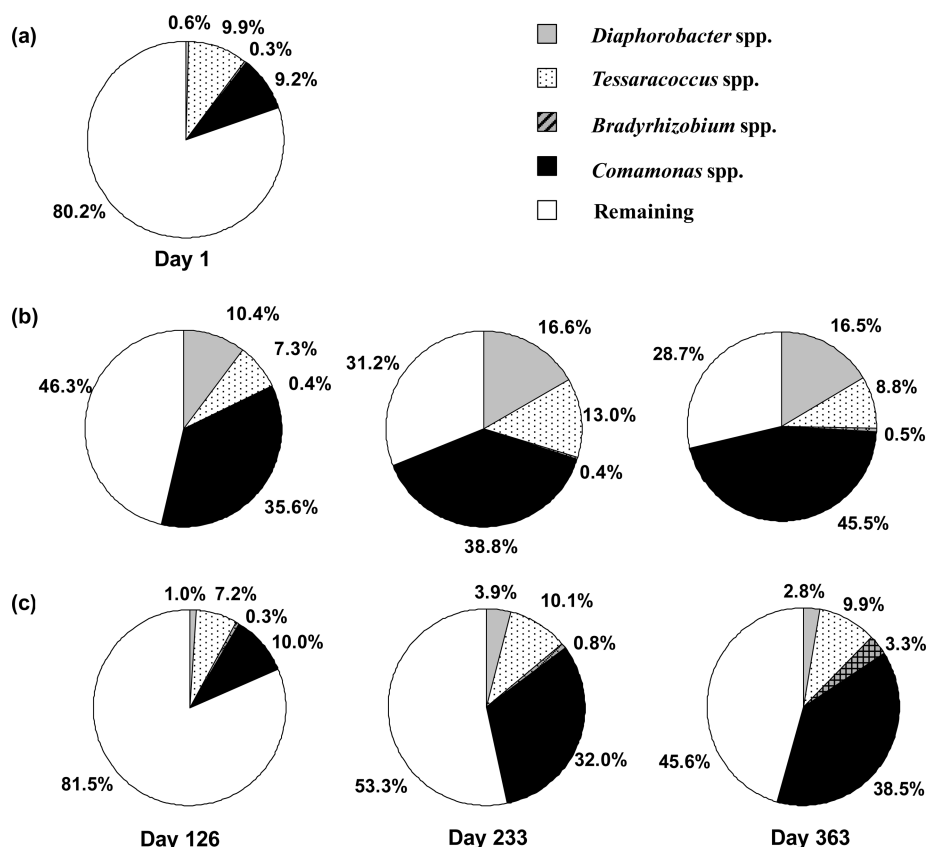 (a)
0.6%
9.9%
0.3%
9.2%
80.2%
Day 1
Diaphorobacter spp.
Tessaracoccus spp.
Bradyrhizobium spp.
Comamonas spp.
Remaining
(b)
10.4%
7.3%
0.4%
35.6%
46.3%
16.6%
13.0%
0.4%
38.8%
31.2%
16.5%
8.8%
0.5%
45.5%
28.7%
(c)
1.0%
7.2%
0.3%
10.0%
81.5%
Day 126
3.9%
10.1%
0.8%
32.0%
53.3%
Day 233
2.8%
9.9%
3.3%
38.5%
45.6%
Day 363